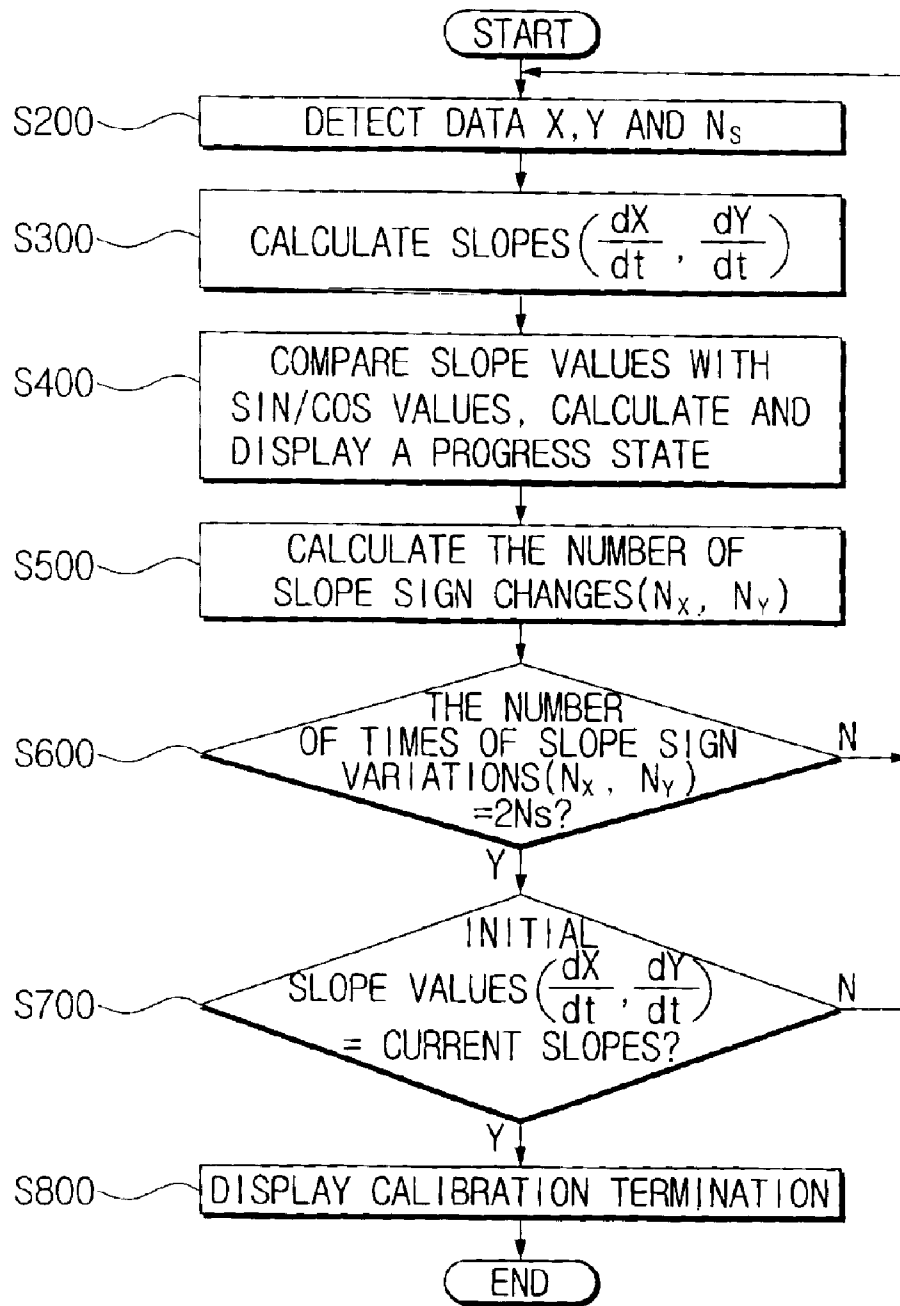 START
S200
DETECT DATA X, Y AND Ns
S300
CALCULATE SLOPES (dX/dt, dY/dt)
S400
COMPARE SLOPE VALUES WITH
SIN/COS VALUES, CALCULATE AND
DISPLAY A PROGRESS STATE
S500
CALCULATE THE NUMBER OF
SLOPE SIGN CHANGES(NX, NY)
S600
THE NUMBER
OF TIMES OF SLOPE SIGN
VARIATIONS(NX, NY)
=2Ns?
N
Y
S700
INITIAL
SLOPE VALUES (dX/dt, dY/dt)
= CURRENT SLOPES?
N
Y
S800
DISPLAY CALIBRATION TERMINATION
END